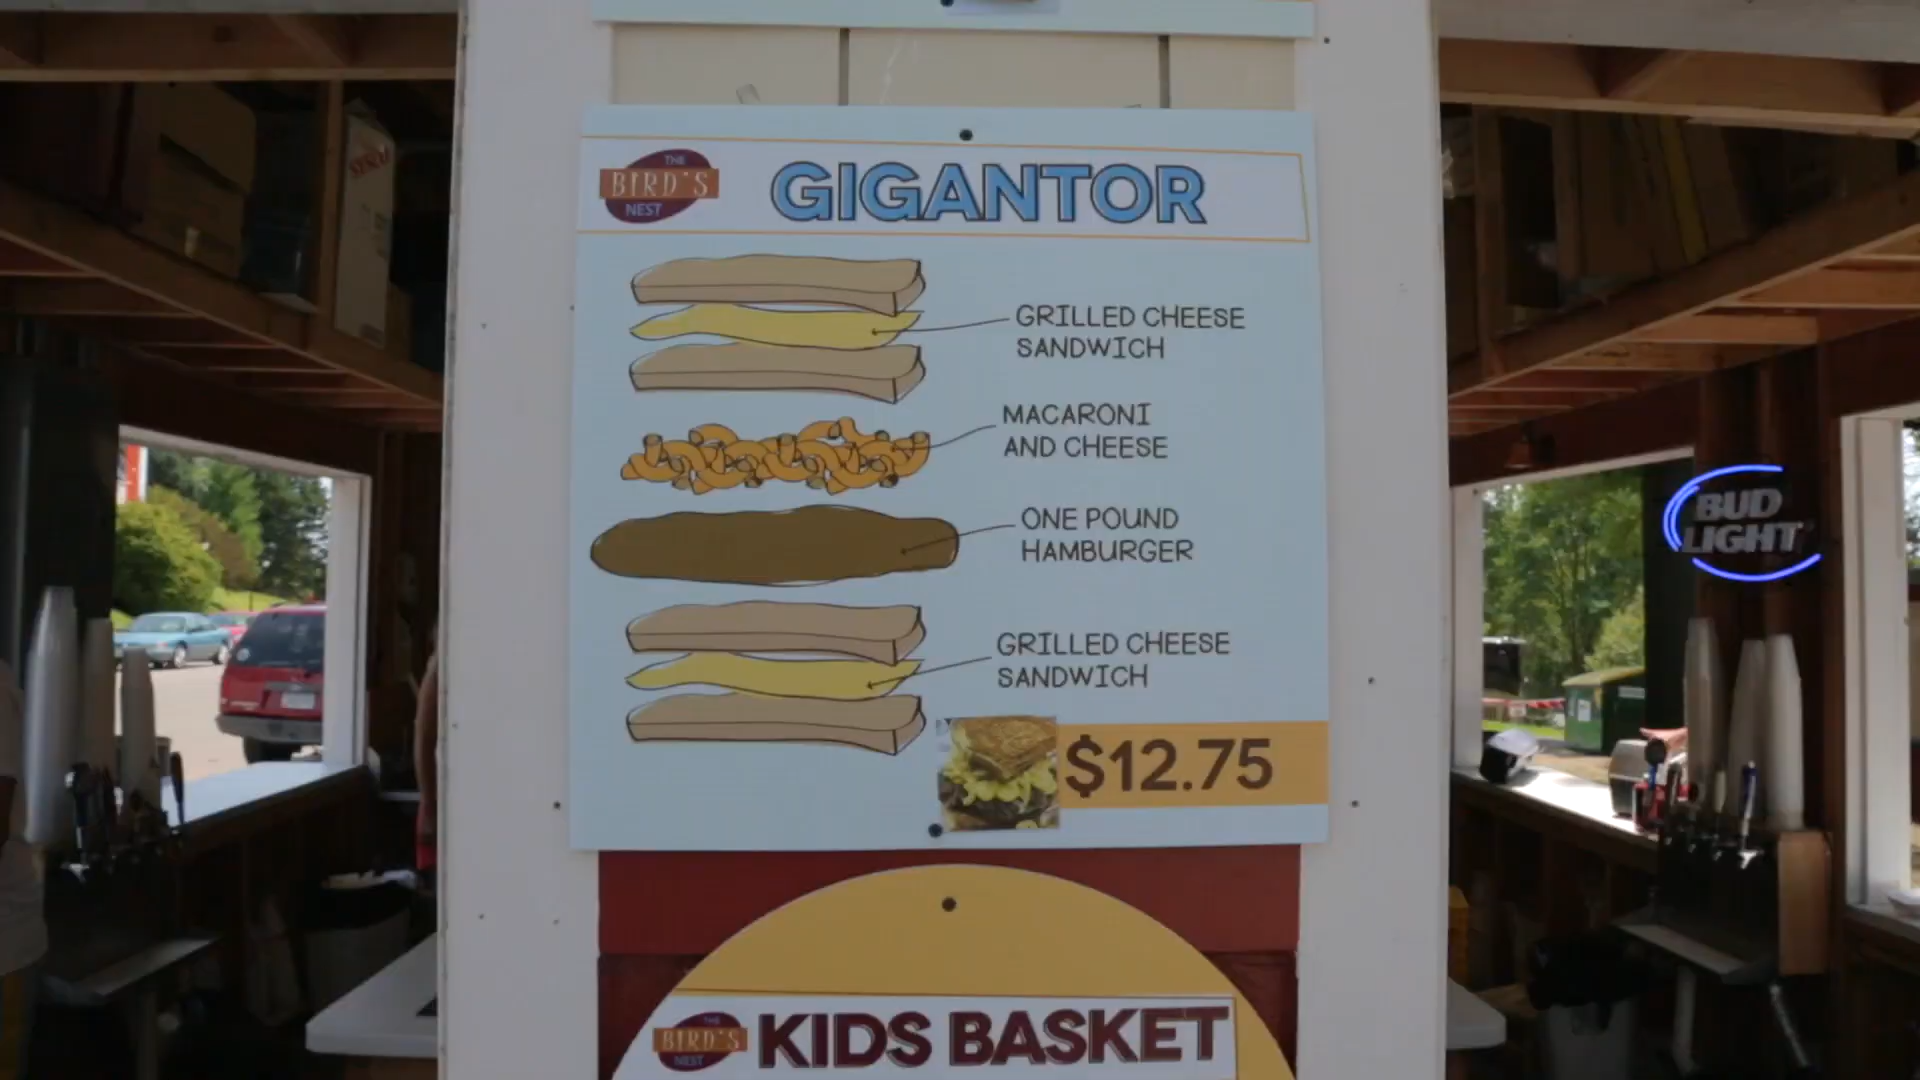 THE
BIRD'S
NEST
GIGANTOR
GRILLED CHEESE
SANDWICH
MACARONI
AND CHEESE
ONE POUND
HAMBURGER
GRILLED CHEESE
SANDWICH
$12.75
BUD
LIGHT
THE
BIRD'S
NEST
KIDS BASKET